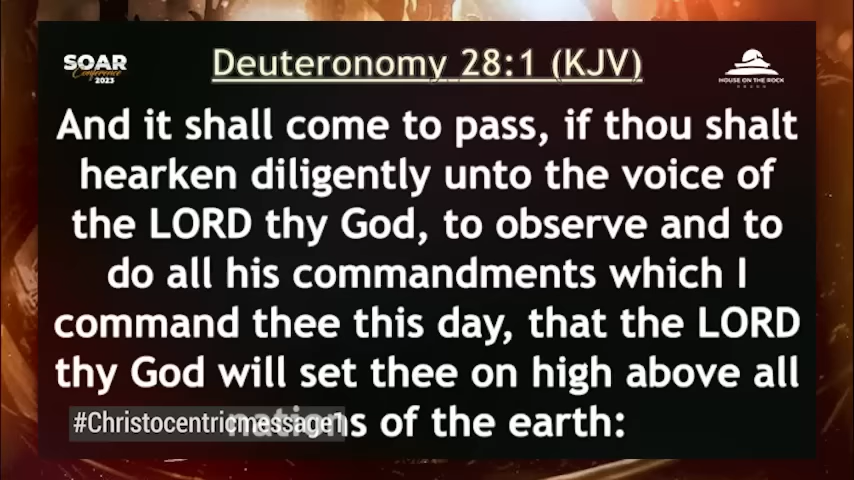 SOAR
Conference
2023
Deuteronomy 28:1 (KJV)
HOUSE ON THE ROCK
And it shall come to pass, if thou shalt
hearken diligently unto the voice of
the LORD thy God, to observe and to
do all his commandments which I
command thee this day, that the LORD
thy God will set thee on high above all
nations of the earth:
#Christocentricmessage1